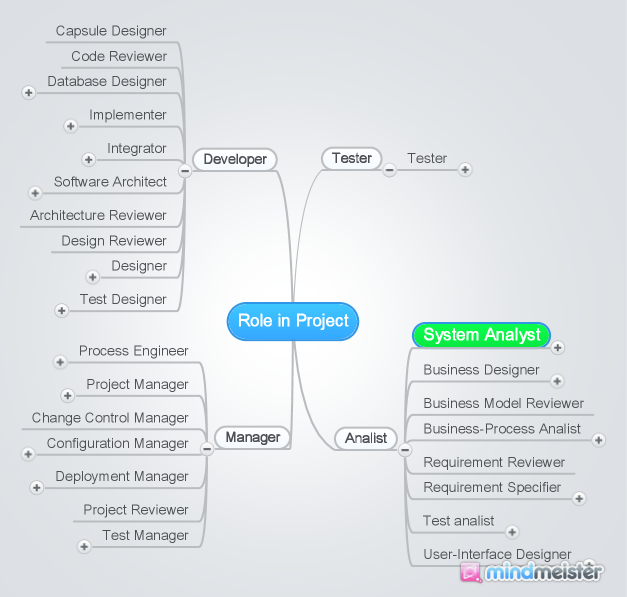 Capsule Designer
Code Reviewer
Database Designer
Implementer
Integrator
Software Architect
Architecture Reviewer
Design Reviewer
Designer
Test Designer
Developer
Tester
Tester
Role in Project
Process Engineer
Project Manager
Change Control Manager
Configuration Manager
Deployment Manager
Project Reviewer
Test Manager
Manager
Analist
System Analyst
Business Designer
Business Model Reviewer
Business-Process Analist
Requirement Reviewer
Requirement Specifier
Test analist
User-Interface Designer
mindmeister